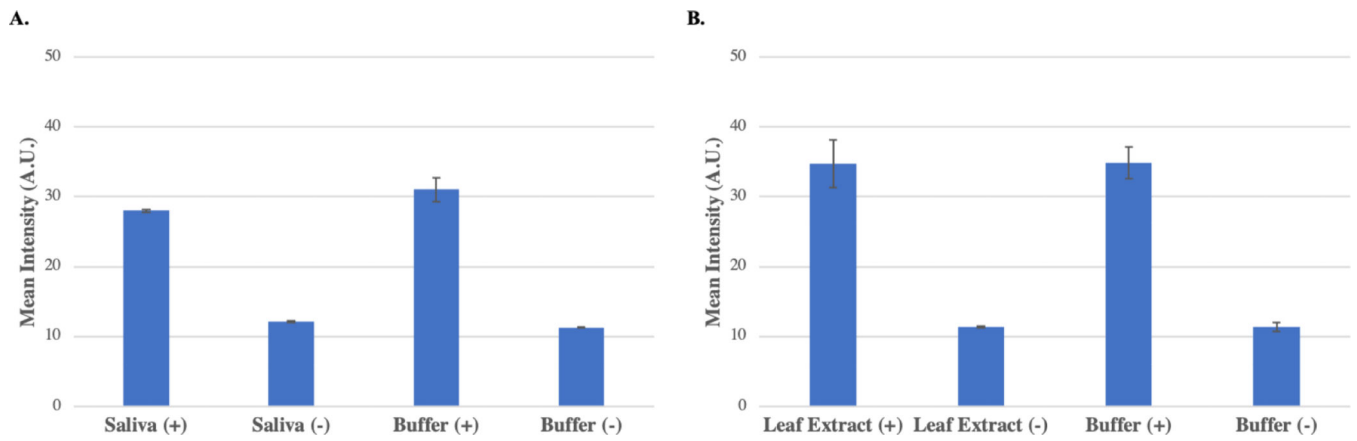 A.
50
40
30
20
10
0
Mean Intensity (A.U.)
Saliva (+) Saliva (-) Buffer (+) Buffer (-)
B.
50
40
30
20
10
0
Mean Intensity (A.U.)
Leaf Extract (+) Leaf Extract (-) Buffer (+) Buffer (-)